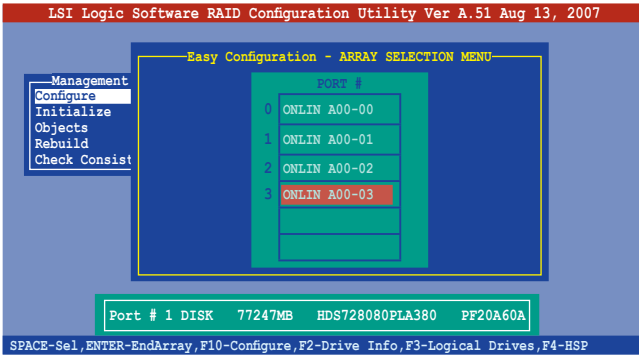 LSI Logic Software RAID Configuration Utility Ver A.51 Aug 13, 2007
Easy Configuration - ARRAY SELECTION MENU
Management
Configure
Initialize
Objects
Rebuild
Check Consist
PORT #
0 ONLIN A00-00
1 ONLIN A00-01
2 ONLIN A00-02
3 ONLIN A00-03
Port # 1 DISK 77247MB HDS728080PLA380 PF20A60A
SPACE-Sel,ENTER-EndArray,F10-Configure,F2-Drive Info,F3-Logical Drives,F4-HSP